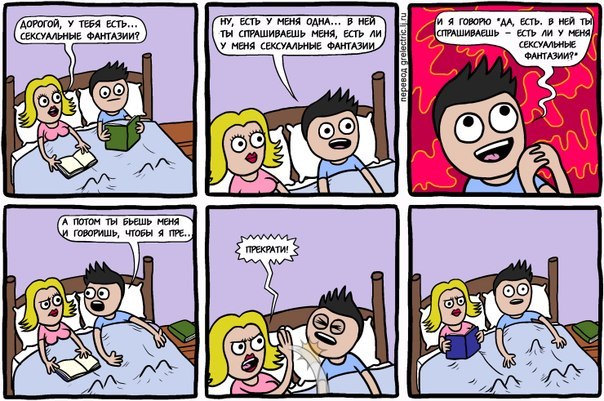 ДОРОГОЙ, У ТЕБЯ ЕСТЬ...
СЕКСУАЛЬНЫЕ ФАНТАЗИИ?
НУ, ЕСТЬ У МЕНЯ ОДНА... В НЕЙ
ТЫ СПРАШИВАЕШЬ МЕНЯ, ЕСТЬ ЛИ
У МЕНЯ СЕКСУАЛЬНЫЕ ФАНТАЗИИ
перевод grelectric.lj.ru
И Я ГОВОРЮ "ДА, ЕСТЬ. В НЕЙ ТЫ
СПРАШИВАЕШЬ - ЕСТЬ ЛИ У МЕНЯ
СЕКСУАЛЬНЫЕ
ФАНТАЗИИ?"
А ПОТОМ ТЫ БЬЕШЬ МЕНЯ
И ГОВОРИШЬ, ЧТОБЫ Я ПРЕ...
ПРЕКРАТИ!